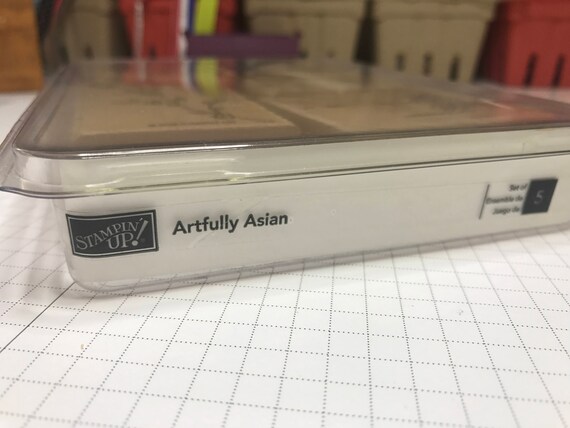 STAMPIN'
UP!
Artfully Asian
Set of
Ensemble de
Juego de
5